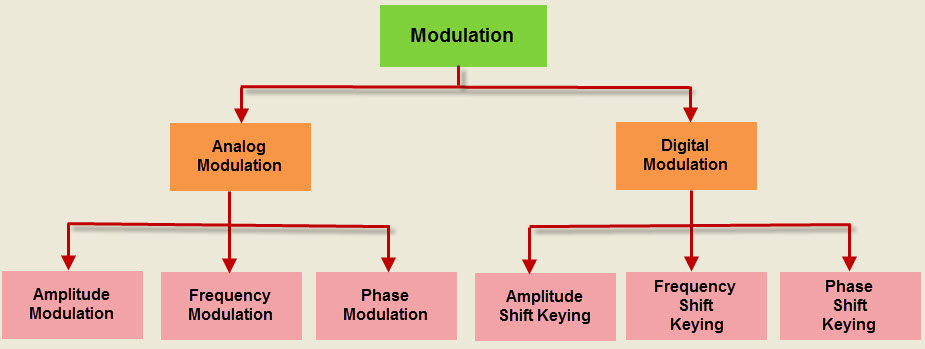 Modulation
Analog
Modulation
Digital
Modulation
Amplitude
Modulation
Frequency
Modulation
Phase
Modulation
Amplitude
Shift Keying
Frequency
Shift
Keying
Phase
Shift
Keying